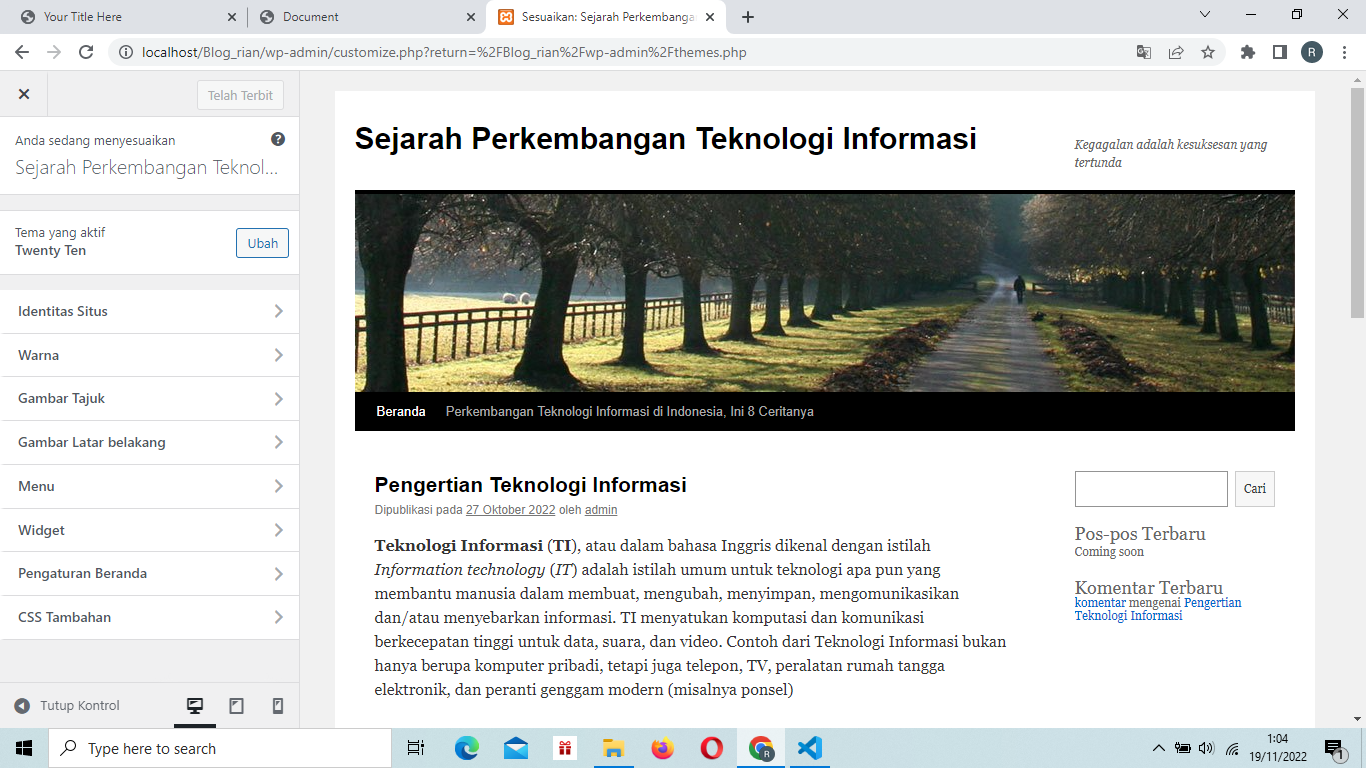 Your Title Here
Document
Sesuaikan: Sejarah Perkembanga
localhost/Blog_rian/wp-admin/customize.php?return=%2FBlog_rian%2Fwp-admin%2Fthemes.php
R
Telah Terbit
Anda sedang menyesuaikan
Sejarah Perkembangan Teknol...
Tema yang aktif
Twenty Ten
Ubah
Identitas Situs
Warna
Gambar Tajuk
Gambar Latar belakang
Menu
Widget
Pengaturan Beranda
CSS Tambahan
Tutup Kontrol
Sejarah Perkembangan Teknologi Informasi
Kegagalan adalah kesuksesan yang
tertunda
Beranda
Perkembangan Teknologi Informasi di Indonesia, Ini 8 Ceritanya
Pengertian Teknologi Informasi
Dipublikasi pada 27 Oktober 2022 oleh admin
Teknologi Informasi (TI), atau dalam bahasa Inggris dikenal dengan istilah
Information technology (IT) adalah istilah umum untuk teknologi apa pun yang
membantu manusia dalam membuat, mengubah, menyimpan, mengomunikasikan
dan/atau menyebarkan informasi. TI menyatukan komputasi dan komunikasi
berkecepatan tinggi untuk data, suara, dan video. Contoh dari Teknologi Informasi bukan
hanya berupa komputer pribadi, tetapi juga telepon, TV, peralatan rumah tangga
elektronik, dan peranti genggam modern (misalnya ponsel)
Cari
Pos-pos Terbaru
Coming soon
Komentar Terbaru
komentar mengenai Pengertian
Teknologi Informasi
Type here to search
R
1:04
19/11/2022
1